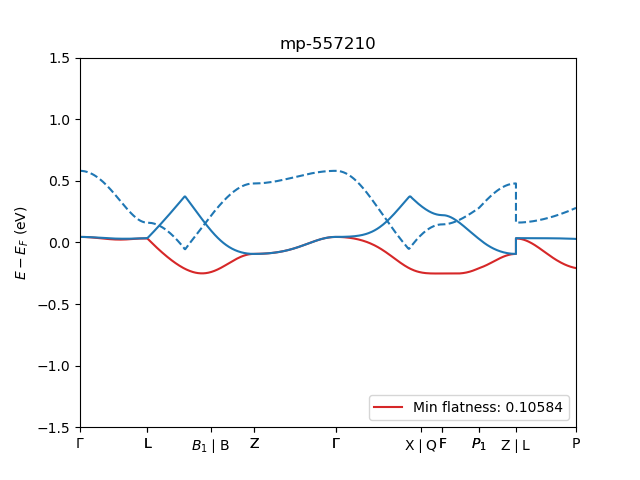 mp-557210
1.5
1.0
0.5
0.0
−0.5
−1.0
−1.5
E − E_F (eV)
Min flatness: 0.10584
Γ L B₁ | B Z Γ X | Q F P₁ Z | L P